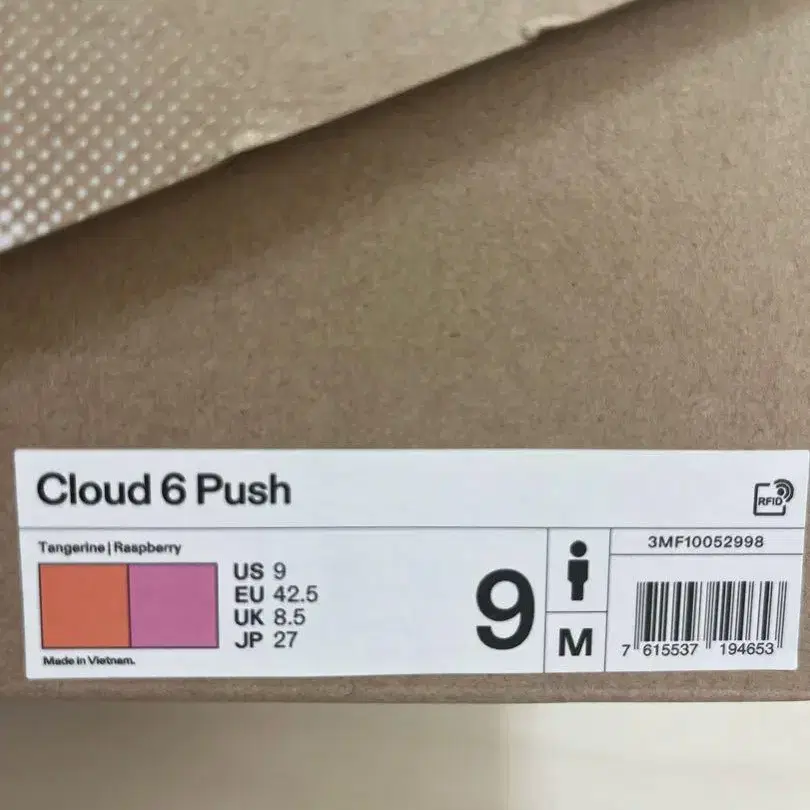 Cloud 6 Push
RFID
Tangerine | Raspberry
US 9
EU 42.5
UK 8.5
JP 27
Made in Vietnam.
9
M
3MF10052998
7 615537 194653